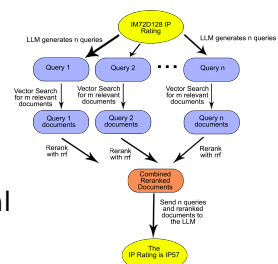 IM72D128 IP
Rating
LLM generates n queries
LLM generates n queries
Query 1
Query 2
Query n
Vector Search
for m relevant
documents
Vector Search
for m relevant
documents
Vector Search
for m relevant
documents
Query 1
documents
Query 2
documents
Query n
documents
Rerank
with rrf
Rerank
with rrf
Rerank
with rrf
Combined
Reranked
Documents
al
Send n queries
and reranked
documents to
the LLM
The
IP Rating is IP57